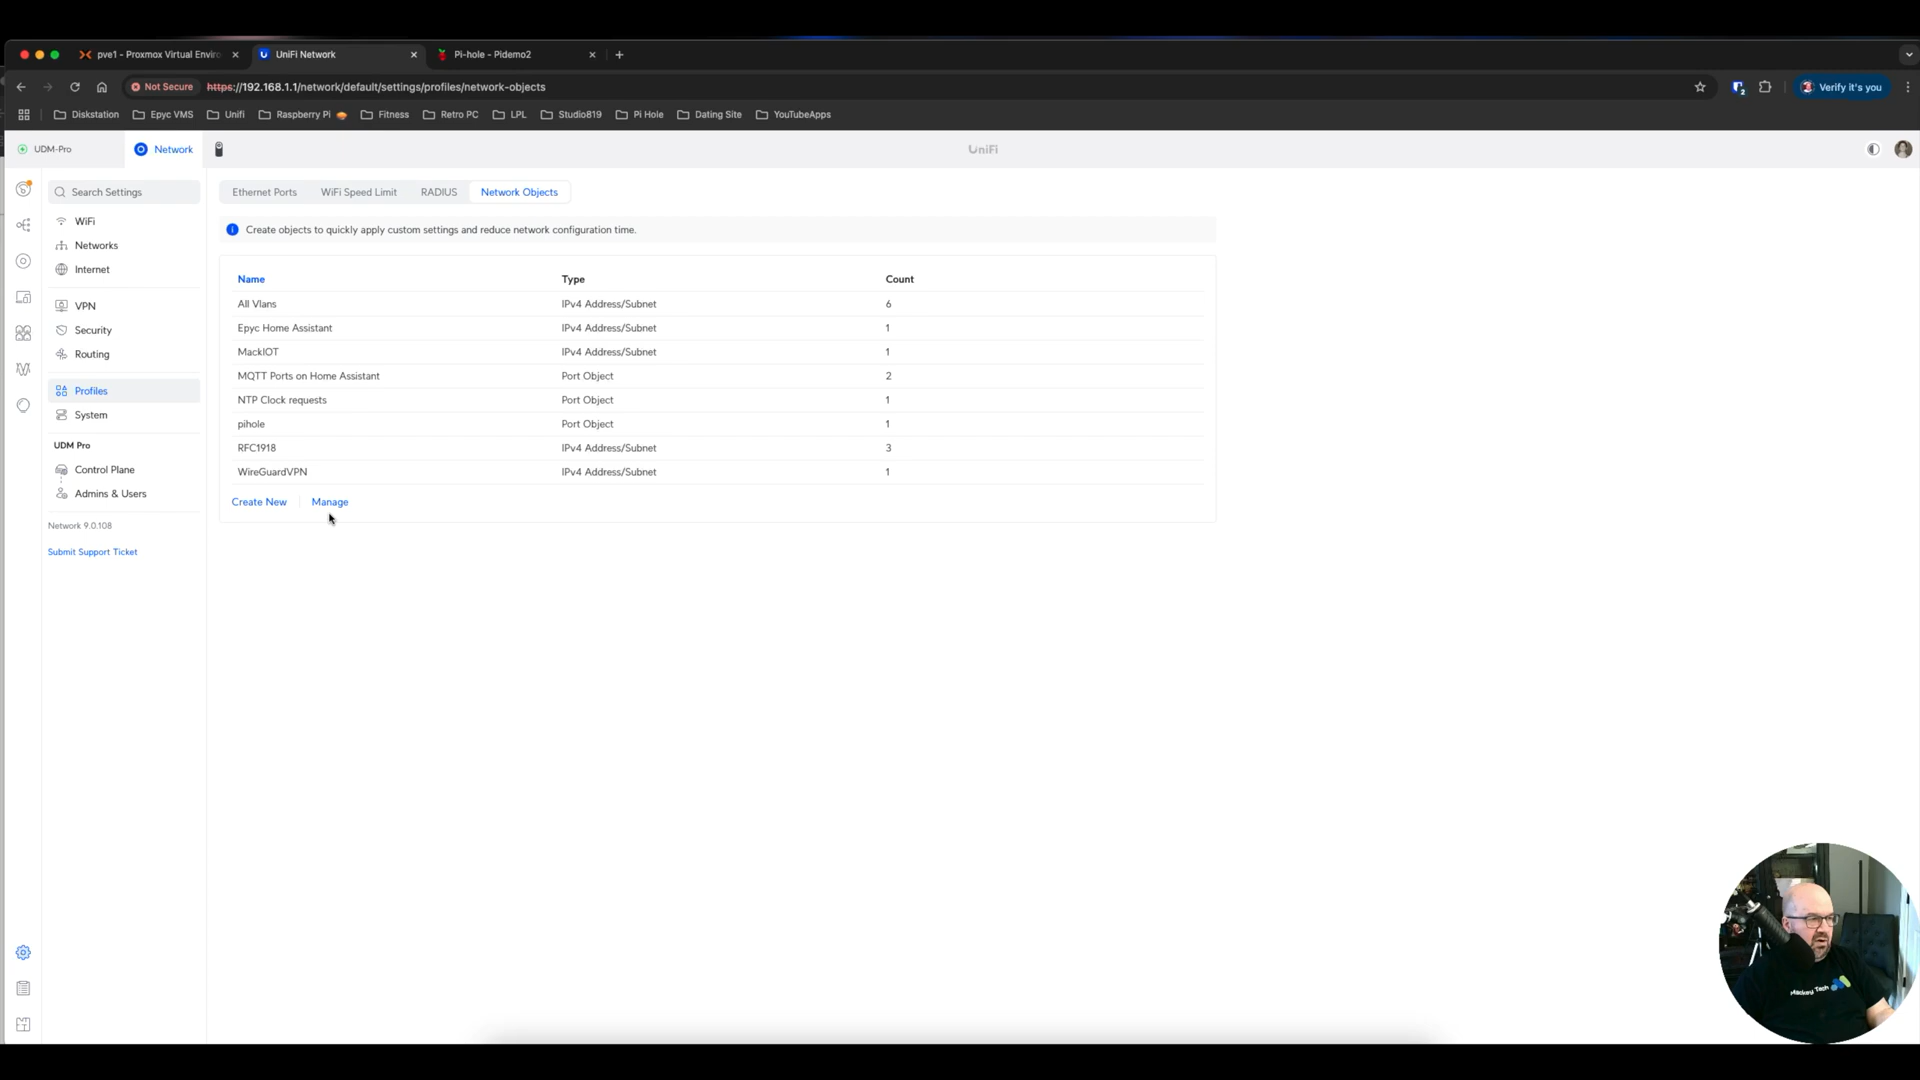 pve1 - Proxmox Virtual Enviro
UniFi Network
Pi-hole - Pidemo2
Not Secure
https://192.168.1.1/network/default/settings/profiles/network-objects
Verify it's you
Diskstation
Epyc VMS
Unifi
Raspberry Pi
Fitness
Retro PC
LPL
Studio819
Pi Hole
Dating Site
YouTubeApps
UDM-Pro
Network
UniFi
Search Settings
WiFi
Networks
Internet
VPN
Security
Routing
Profiles
System
UDM Pro
Control Plane
Admins & Users
Network 9.0.108
Submit Support Ticket
Ethernet Ports WiFi Speed Limit RADIUS Network Objects
Create objects to quickly apply custom settings and reduce network configuration time.
Name Type Count
All Vlans IPv4 Address/Subnet 6
Epyc Home Assistant IPv4 Address/Subnet 1
MackIOT IPv4 Address/Subnet 1
MQTT Ports on Home Assistant Port Object 2
NTP Clock requests Port Object 1
pihole Port Object 1
RFC1918 IPv4 Address/Subnet 3
WireGuardVPN IPv4 Address/Subnet 1
Create New Manage
Mackey Tech